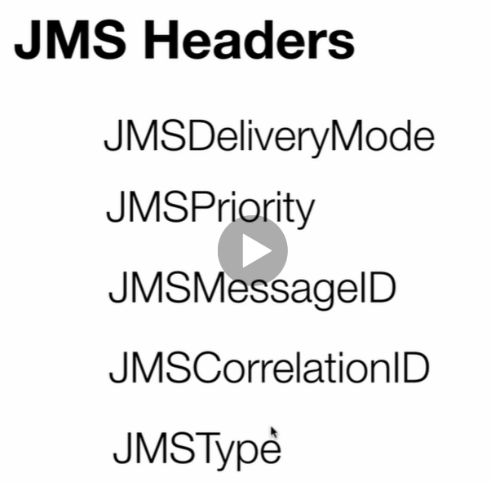 JMS Headers
JMSDeliveryMode
JMSPriority
JMSMessageID
JMSCorrelationID
JMSType